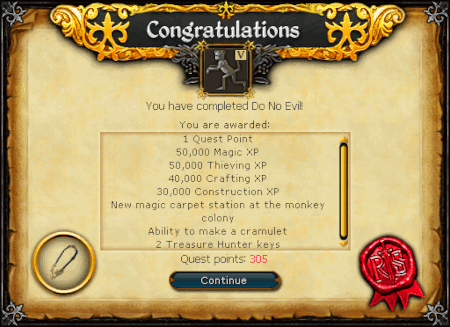 Congratulations
V
You have completed Do No Evil!
You are awarded:
1 Quest Point
50,000 Magic XP
50,000 Thieving XP
40,000 Crafting XP
30,000 Construction XP
New magic carpet station at the monkey
colony
Ability to make a cramulet
2 Treasure Hunter keys
Quest points: 305
Continue
RS